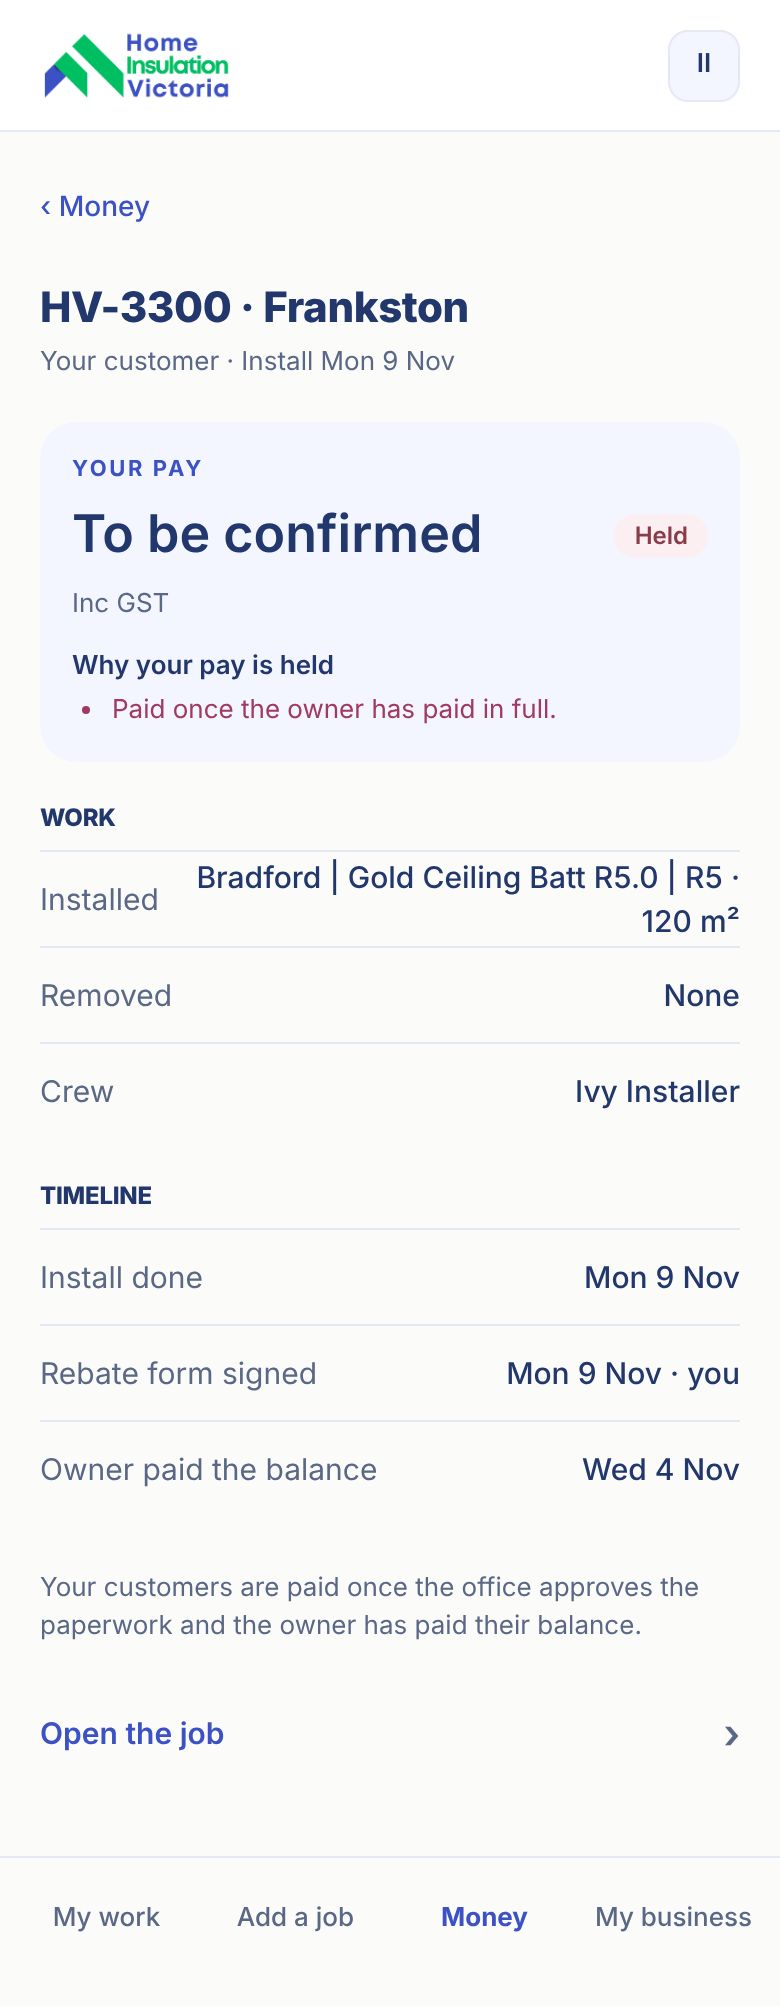 Home
Insulation
Victoria
II
‹ Money
HV-3300 · Frankston
Your customer · Install Mon 9 Nov
YOUR PAY
To be confirmed
Held
Inc GST
Why your pay is held
• Paid once the owner has paid in full.
WORK
Installed
Bradford | Gold Ceiling Batt R5.0 | R5 ·
120 m²
Removed
None
Crew
Ivy Installer
TIMELINE
Install done
Mon 9 Nov
Rebate form signed
Mon 9 Nov · you
Owner paid the balance
Wed 4 Nov
Your customers are paid once the office approves the
paperwork and the owner has paid their balance.
Open the job
›
My work
Add a job
Money
My business